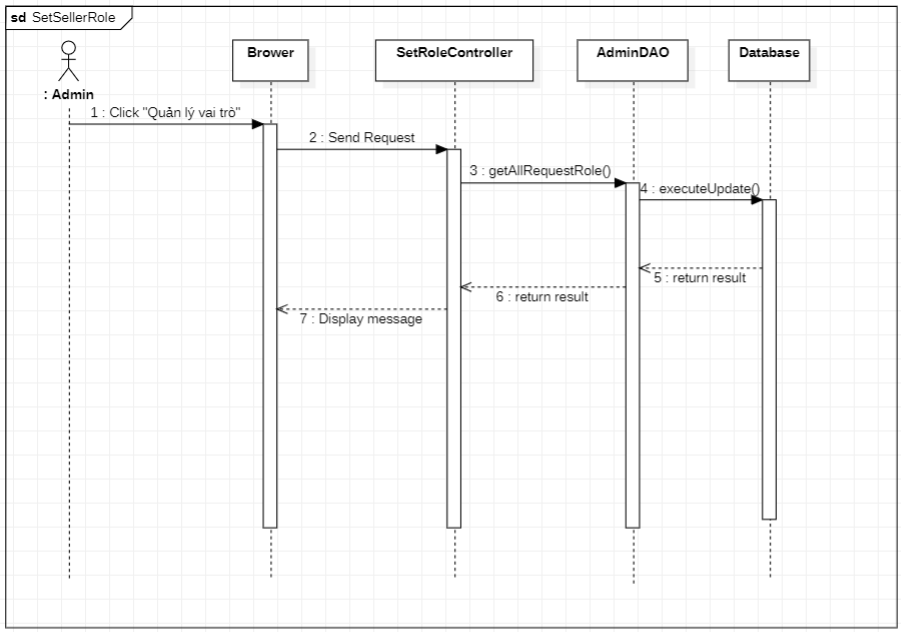 sd SetSellerRole
Brower
SetRoleController
AdminDAO
Database
: Admin
1 : Click "Quản lý vai trò"
2 : Send Request
3 : getAllRequestRole()
4 : executeUpdate()
5 : return result
6 : return result
7 : Display message